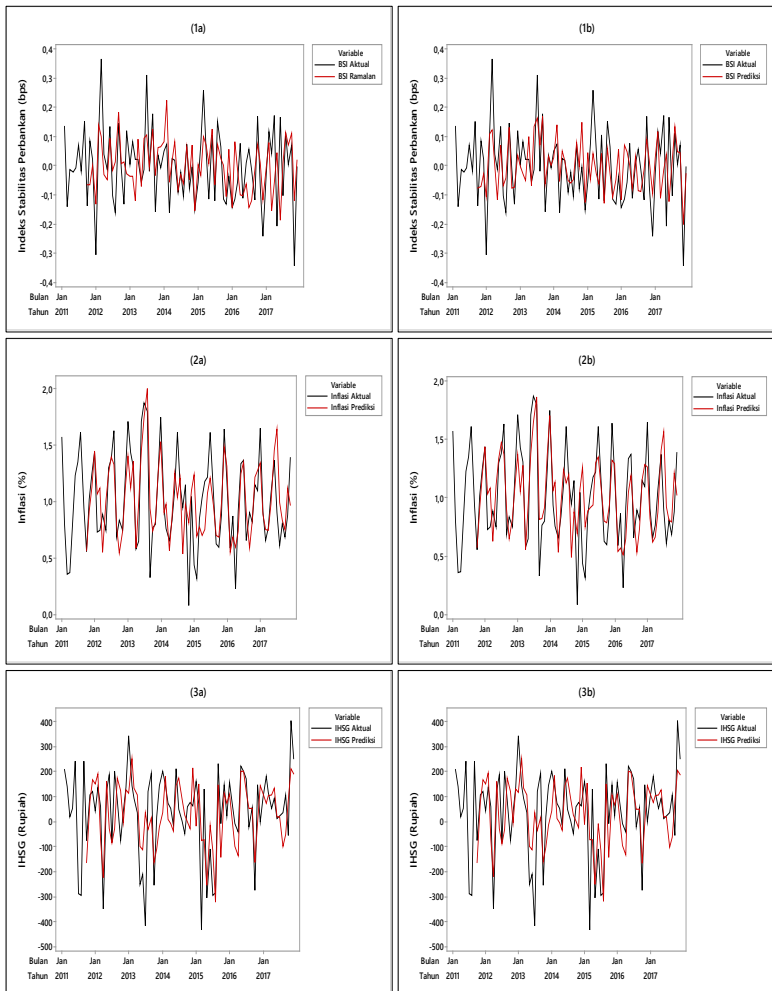 (1a)
Indeks Stabilitas Perbankan (bps)
0,4
0,3
0,2
0,1
0,0
-0,1
-0,2
-0,3
-0,4
Variable
BSI Aktual
BSI Ramalan
Bulan Jan Jan Jan Jan Jan Jan Jan
Tahun 2011 2012 2013 2014 2015 2016 2017
(1b)
Indeks Stabilitas Perbankan (bps)
0,4
0,3
0,2
0,1
0,0
-0,1
-0,2
-0,3
-0,4
Variable
BSI Aktual
BSI Prediksi
Bulan Jan Jan Jan Jan Jan Jan Jan
Tahun 2011 2012 2013 2014 2015 2016 2017
(2a)
Inflasi (%)
2,0
1,5
1,0
0,5
0,0
Variable
Inflasi Aktual
Inflasi Prediksi
Bulan Jan Jan Jan Jan Jan Jan Jan
Tahun 2011 2012 2013 2014 2015 2016 2017
(2b)
Inflasi (%)
2,0
1,5
1,0
0,5
0,0
Variable
Inflasi Aktual
Inflasi Prediksi
Bulan Jan Jan Jan Jan Jan Jan Jan
Tahun 2011 2012 2013 2014 2015 2016 2017
(3a)
IHSG (Rupiah)
400
300
200
100
0
-100
-200
-300
-400
-500
Variable
IHSG Aktual
IHSG Prediksi
Bulan Jan Jan Jan Jan Jan Jan Jan
Tahun 2011 2012 2013 2014 2015 2016 2017
(3b)
IHSG (Rupiah)
400
300
200
100
0
-100
-200
-300
-400
-500
Variable
IHSG Aktual
IHSG Prediksi
Bulan Jan Jan Jan Jan Jan Jan Jan
Tahun 2011 2012 2013 2014 2015 2016 2017